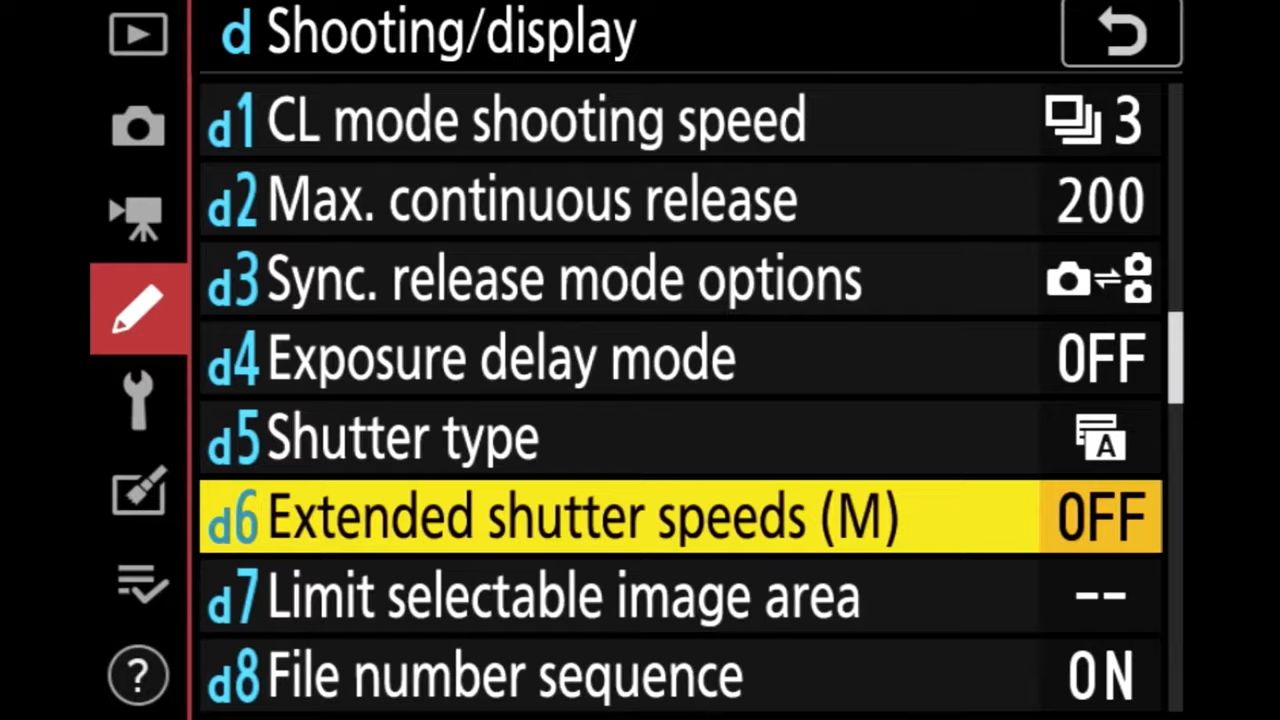 d Shooting/display
d1 CL mode shooting speed 3
d2 Max. continuous release 200
d3 Sync. release mode options
d4 Exposure delay mode OFF
d5 Shutter type A
d6 Extended shutter speeds (M) OFF
d7 Limit selectable image area --
d8 File number sequence ON
?